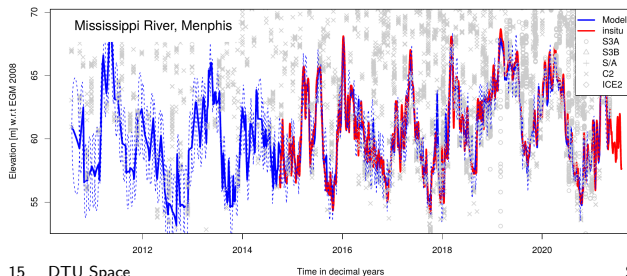 70
65
60
55
Elevation [m] w.r.t EGM 2008
Mississippi River, Memphis
Model
insitu
S3A
S3B
S/A
C2
ICE2
2012
2014
2016
2018
2020
Time in decimal years
15 DTU Space